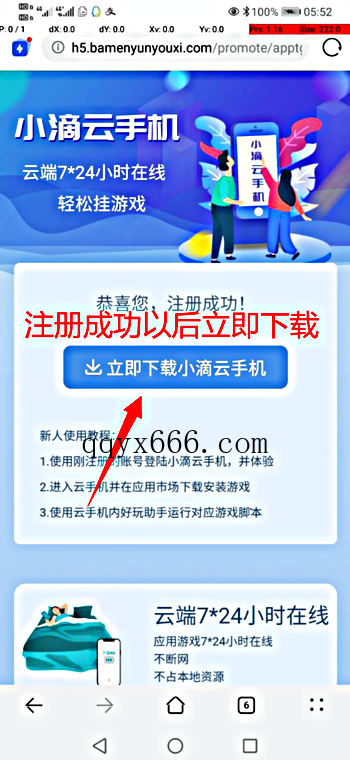 100% 05:52
P: 0 / 1 dX: 0.0 dY: 0.0 Xv: 0.0 Yv: 0.0 Prs: 1.16 Size: 222.0
h5.bamenyunyouxi.com/promote/apptg
小滴云手机
云端7*24小时在线
轻松挂游戏
小滴云手机
恭喜您，注册成功！
注册成功以后立即下载
立即下载小滴云手机
新人使用教程：
qqyx666.com
1.使用刚注册的账号登陆小滴云手机，并体验
2.进入云手机并在应用市场下载安装游戏
3.使用云手机内好玩助手运行对应游戏脚本
云端7*24小时在线
应用游戏7*24小时在线
不断网
不占本地资源
6